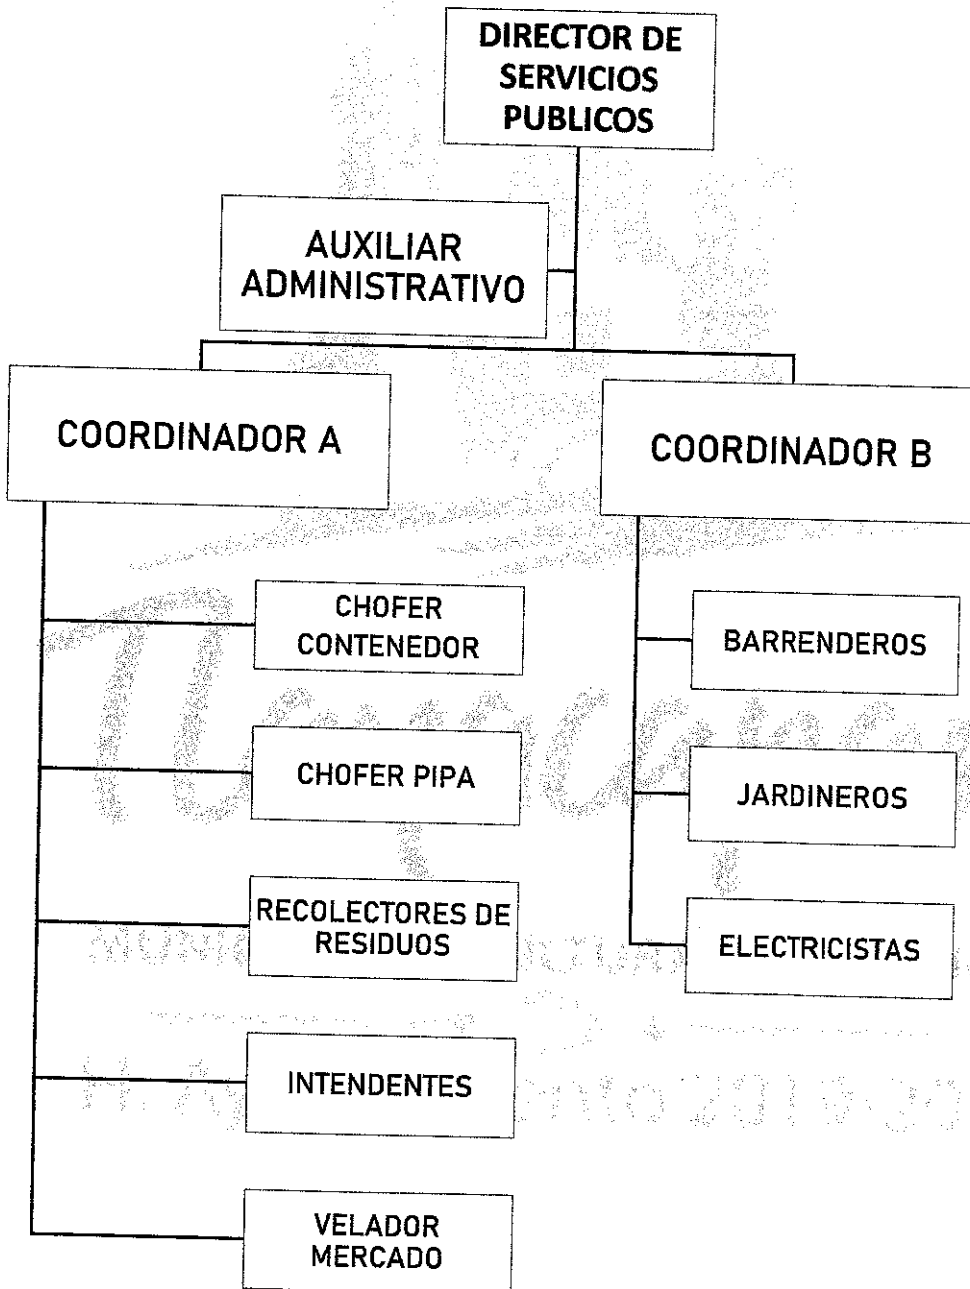 DIRECTOR DE
SERVICIOS
PUBLICOS
AUXILIAR
ADMINISTRATIVO
COORDINADOR A
COORDINADOR B
CHOFER
CONTENEDOR
CHOFER PIPA
RECOLECTORES DE
RESIDUOS
INTENDENTES
VELADOR
MERCADO
BARRENDEROS
JARDINEROS
ELECTRICISTAS